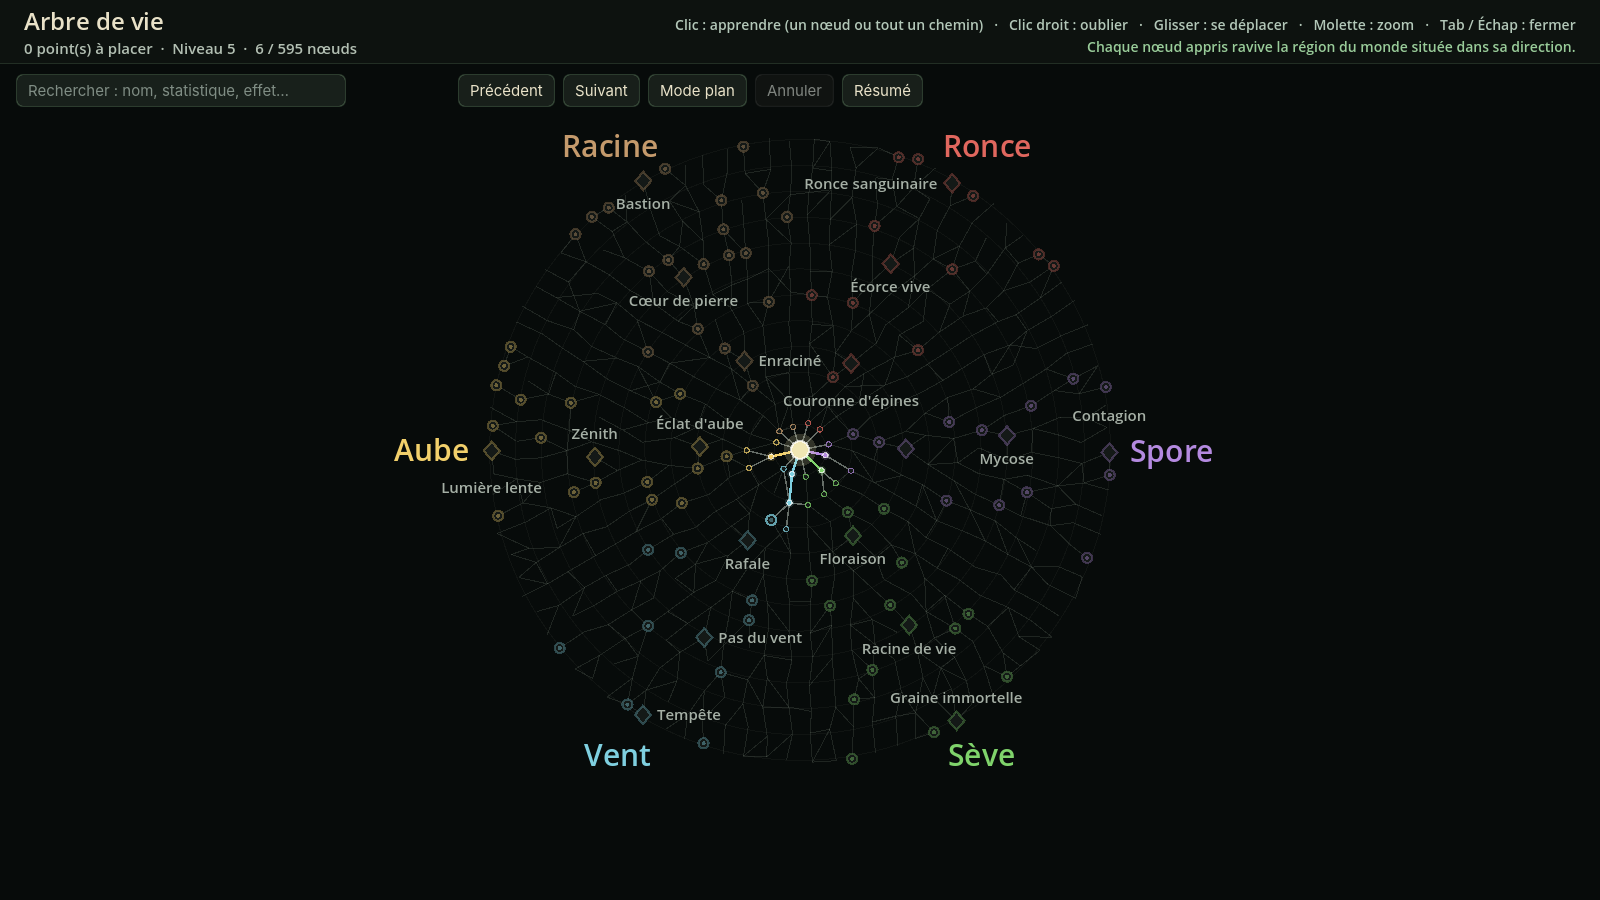 Arbre de vie
0 point(s) à placer · Niveau 5 · 6 / 595 nœuds
Clic : apprendre (un nœud ou tout un chemin) · Clic droit : oublier · Glisser : se déplacer · Molette : zoom · Tab / Échap : fermer
Chaque nœud appris ravive la région du monde située dans sa direction.
Rechercher : nom, statistique, effet...
Précédent
Suivant
Mode plan
Annuler
Résumé
Racine
Ronce
Ronce sanguinaire
Bastion
Écorce vive
Cœur de pierre
Enraciné
Couronne d'épines
Contagion
Éclat d'aube
Zénith
Aube
Spore
Mycose
Lumière lente
Rafale
Floraison
Pas du vent
Racine de vie
Graine immortelle
Tempête
Vent
Sève